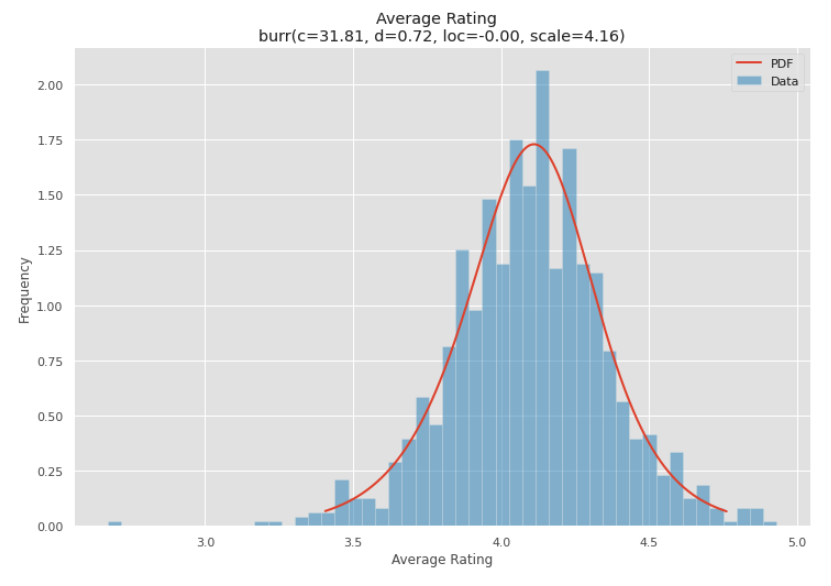 Average Rating
burr(c=31.81, d=0.72, loc=-0.00, scale=4.16)
PDF
Data
2.00
1.75
1.50
1.25
1.00
0.75
0.50
0.25
0.00
Frequency
3.0 3.5 4.0 4.5 5.0
Average Rating